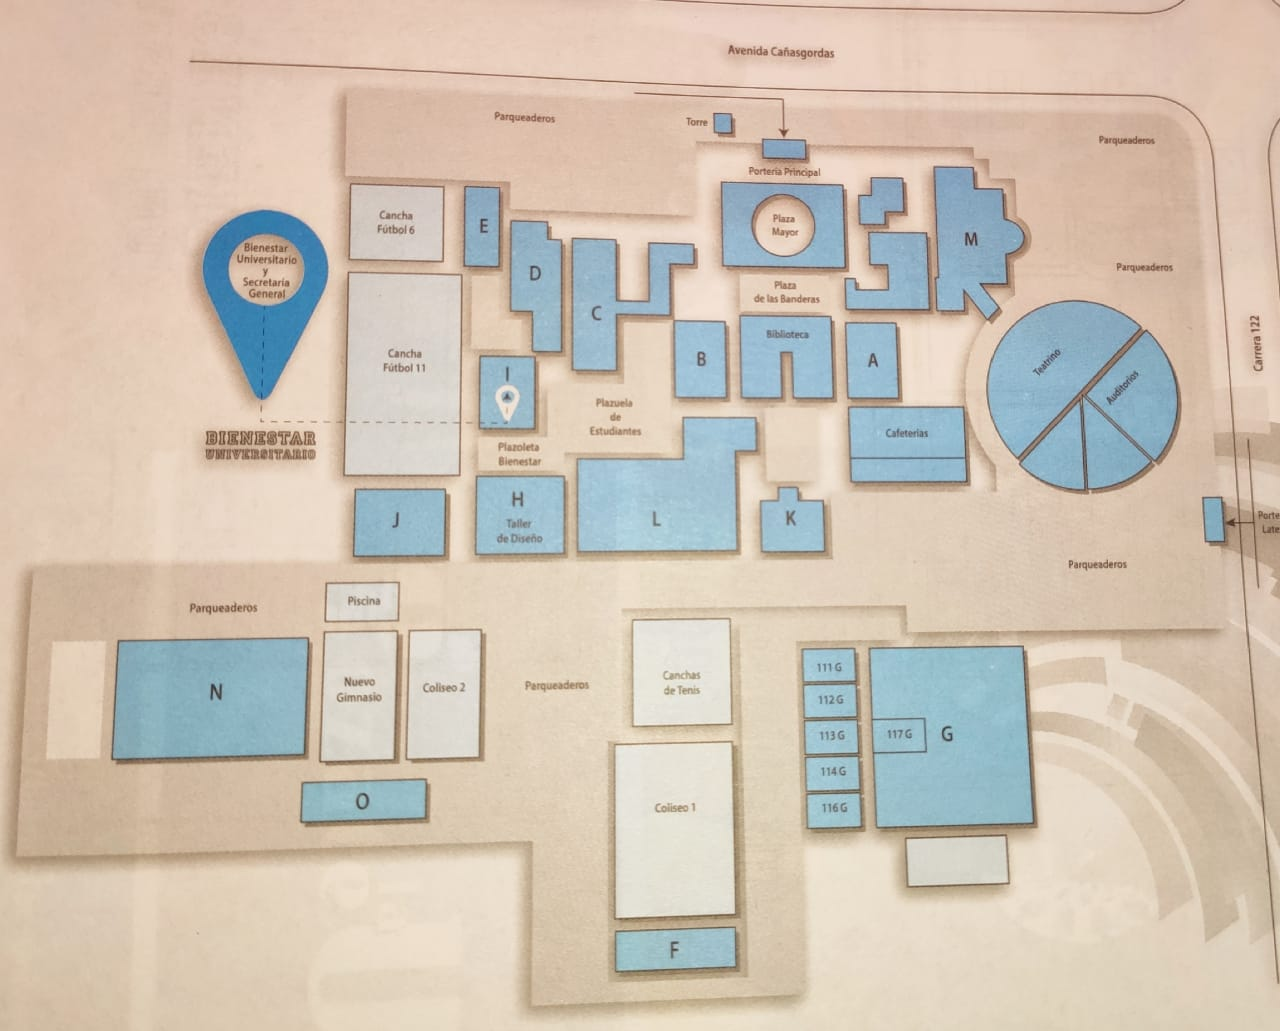 Avenida Cañasgordas
Parqueaderos
Torre
Parqueaderos
Portería Principal
Cancha
Fútbol 6
E
Plaza
Mayor
M
Bienestar
Universitario
y
Secretaría
General
D
Parqueaderos
C
Plaza
de las Banderas
Carrera 122
Cancha
Fútbol 11
I
B
Biblioteca
A
Teatrino
Auditorios
Plazuela
de
Estudiantes
BIENESTAR
UNIVERSITARIO
Plazoleta
Bienestar
Cafeterías
J
H
Taller
de Diseño
L
K
Parqueaderos
Parqueaderos
Piscina
N
Nuevo
Gimnasio
Coliseo 2
Parqueaderos
Canchas
de Tenis
111 G
112 G
113 G
114 G
116 G
117 G
G
O
Coliseo 1
F